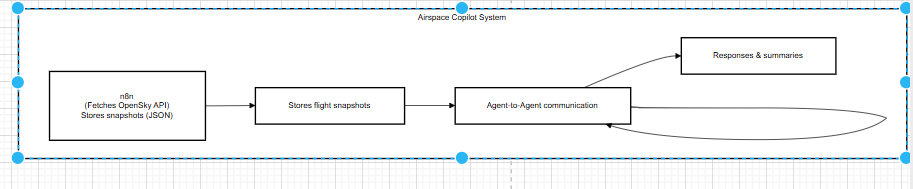 Airspace Copilot System
Responses & summaries
n8n
(Fetches OpenSky API)
Stores snapshots (JSON)
Stores flight snapshots
Agent-to-Agent communication